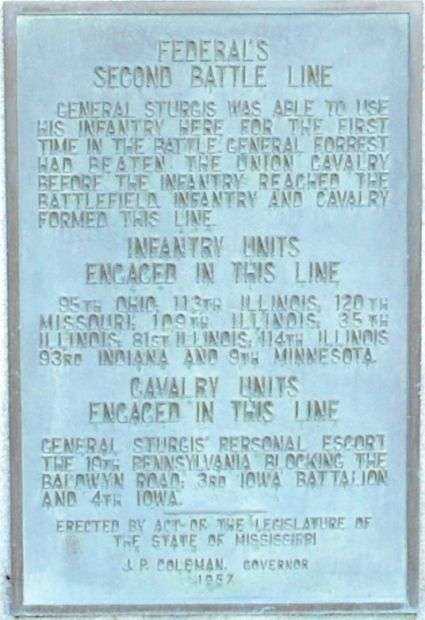 FEDERAL'S
SECOND BATTLE LINE
GENERAL STURGIS WAS ABLE TO USE
HIS INFANTRY HERE FOR THE FIRST
TIME IN THE BATTLE. GENERAL FORREST
HAD BEATEN THE UNION CAVALRY
BEFORE THE INFANTRY REACHED THE
BATTLEFIELD. INFANTRY AND CAVALRY
FORMED THIS LINE.
INFANTRY UNITS
ENGAGED IN THIS LINE
95TH OHIO; 113TH ILLINOIS; 120TH
MISSOURI; 109TH ILLINOIS; 35TH
ILLINOIS; 81ST ILLINOIS; 114TH ILLINOIS
93RD INDIANA AND 9TH MINNESOTA.
CAVALRY UNITS
ENGAGED IN THIS LINE
GENERAL STURGIS' PERSONAL ESCORT
THE 19TH PENNSYLVANIA BLOCKING THE
BALDWYN ROAD; 3RD IOWA BATTALION
AND 4TH IOWA.
ERECTED BY ACT OF THE LEGISLATURE OF
THE STATE OF MISSISSIPPI
J. P. COLEMAN, GOVERNOR
1957